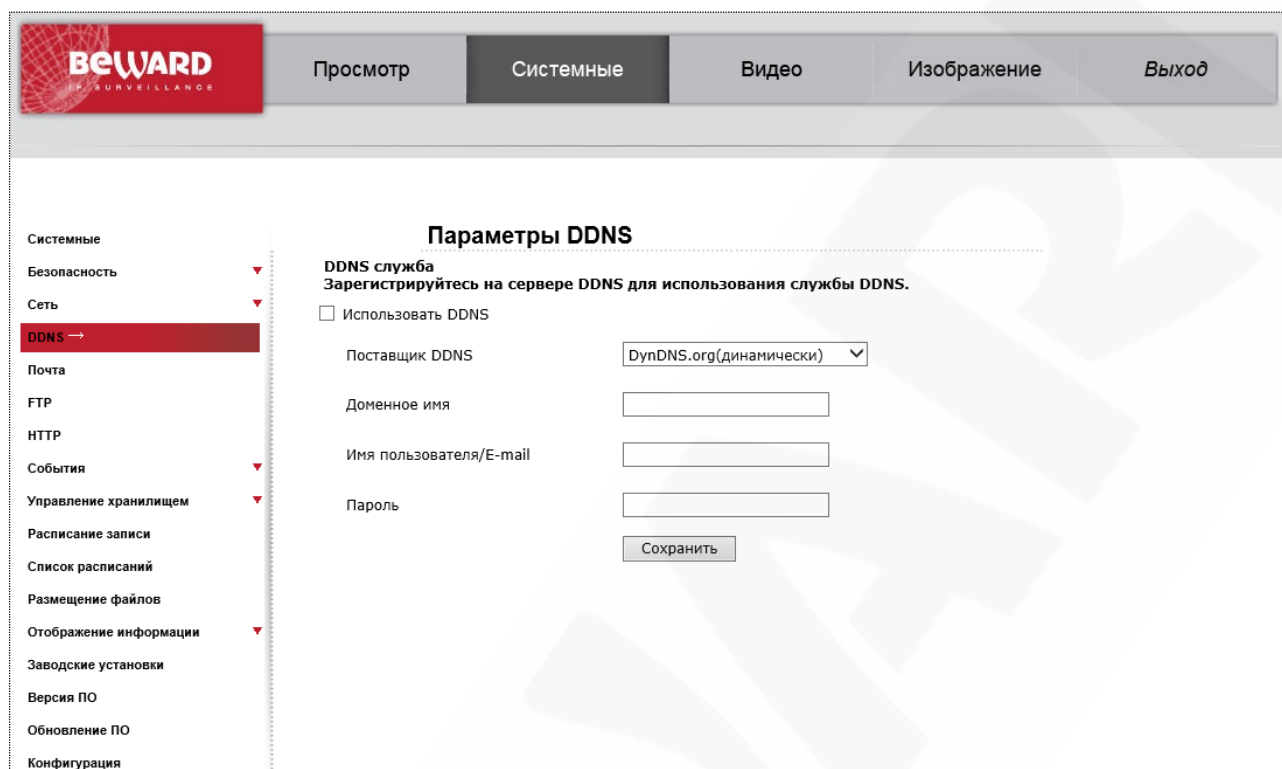 BEWARD
IP SURVEILLANCE
Просмотр
Системные
Видео
Изображение
Выход
Системные
Безопасность
Сеть
DDNS →
Почта
FTP
HTTP
События
Управление хранилищем
Расписание записи
Список расписаний
Размещение файлов
Отображение информации
Заводские установки
Версия ПО
Обновление ПО
Конфигурация
Параметры DDNS
DDNS служба
Зарегистрируйтесь на сервере DDNS для использования службы DDNS.
Использовать DDNS
Поставщик DDNS
DynDNS.org(динамически)
Доменное имя
Имя пользователя/E-mail
Пароль
Сохранить